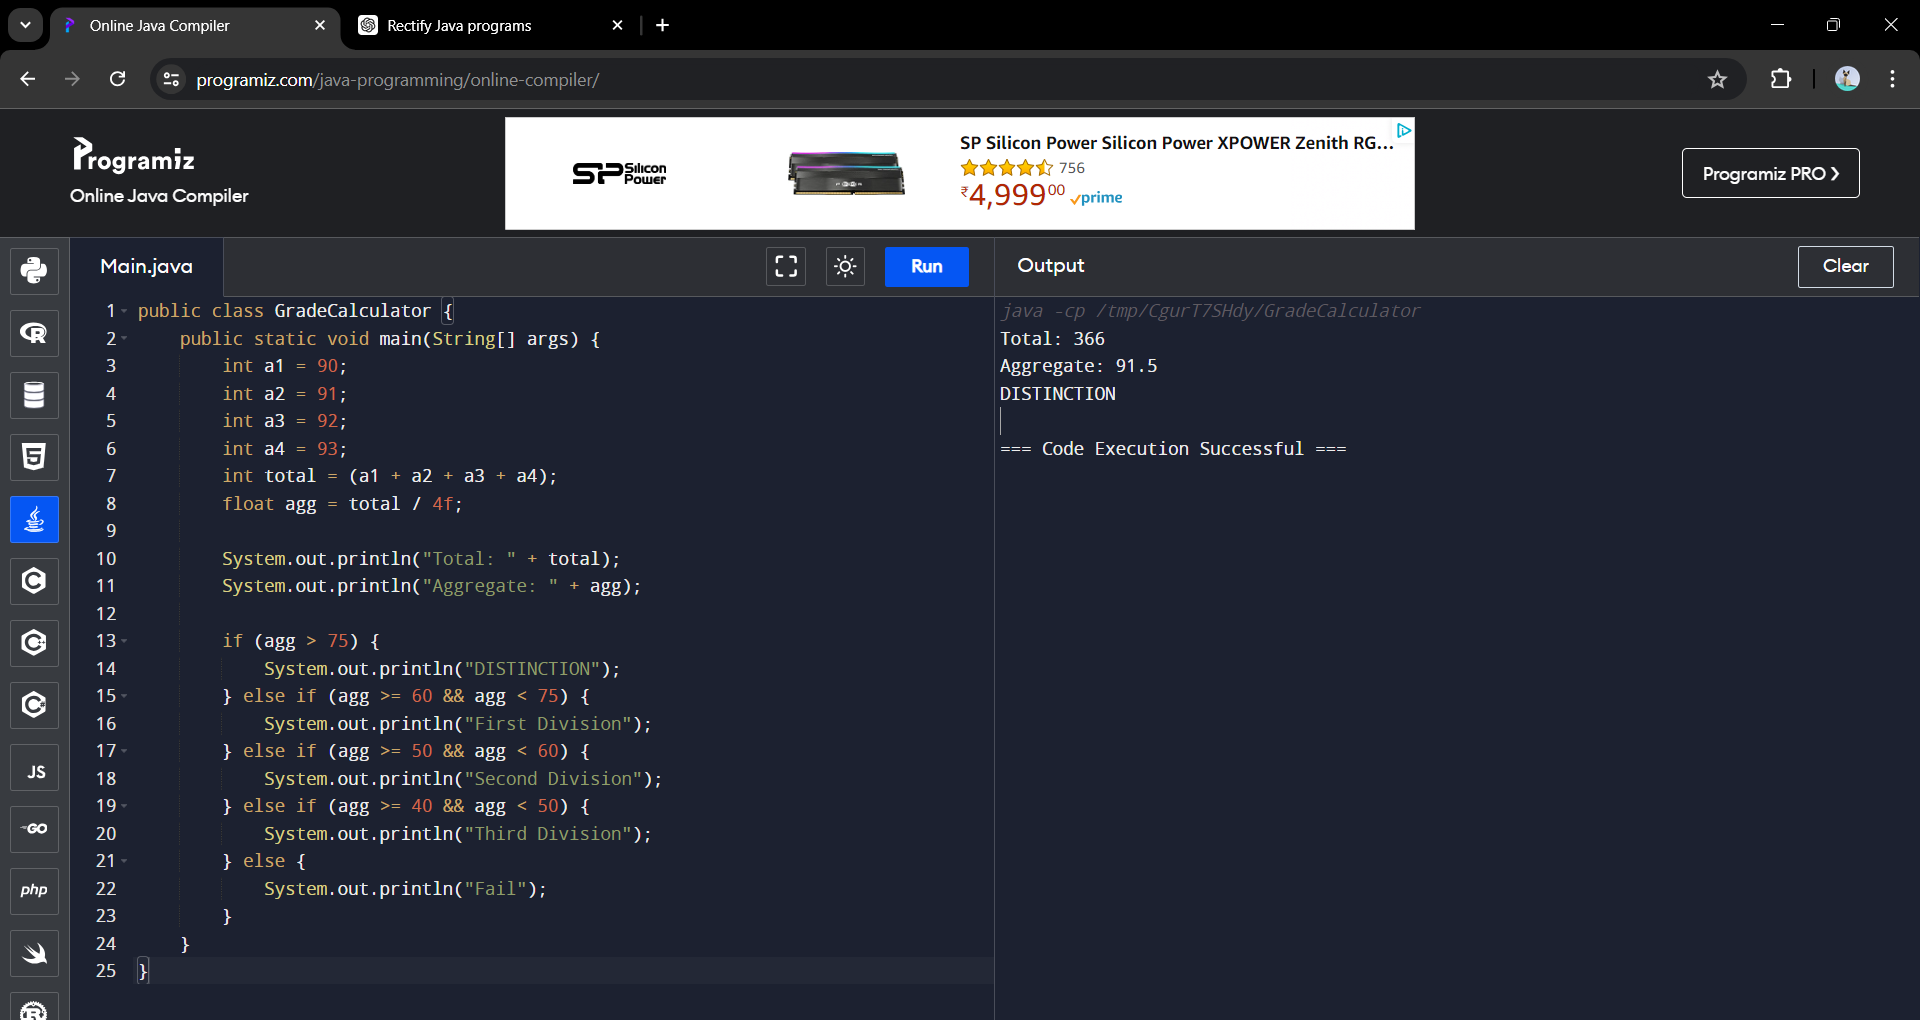 Online Java Compiler
Rectify Java programs
programiz.com/java-programming/online-compiler/
Programiz
Online Java Compiler
SP Silicon Power
SP Silicon Power Silicon Power XPOWER Zenith RG...
756
₹4,99900 prime
Programiz PRO >
Main.java
Run
Output
Clear
1 public class GradeCalculator {
2     public static void main(String[] args) {
3         int a1 = 90;
4         int a2 = 91;
5         int a3 = 92;
6         int a4 = 93;
7         int total = (a1 + a2 + a3 + a4);
8         float agg = total / 4f;
9
10         System.out.println("Total: " + total);
11         System.out.println("Aggregate: " + agg);
12
13         if (agg > 75) {
14             System.out.println("DISTINCTION");
15         } else if (agg >= 60 && agg < 75) {
16             System.out.println("First Division");
17         } else if (agg >= 50 && agg < 60) {
18             System.out.println("Second Division");
19         } else if (agg >= 40 && agg < 50) {
20             System.out.println("Third Division");
21         } else {
22             System.out.println("Fail");
23         }
24     }
25 }
java -cp /tmp/CgurT7SHdy/GradeCalculator
Total: 366
Aggregate: 91.5
DISTINCTION
=== Code Execution Successful ===
R
5
C
C++
C#
JS
GO
php
R